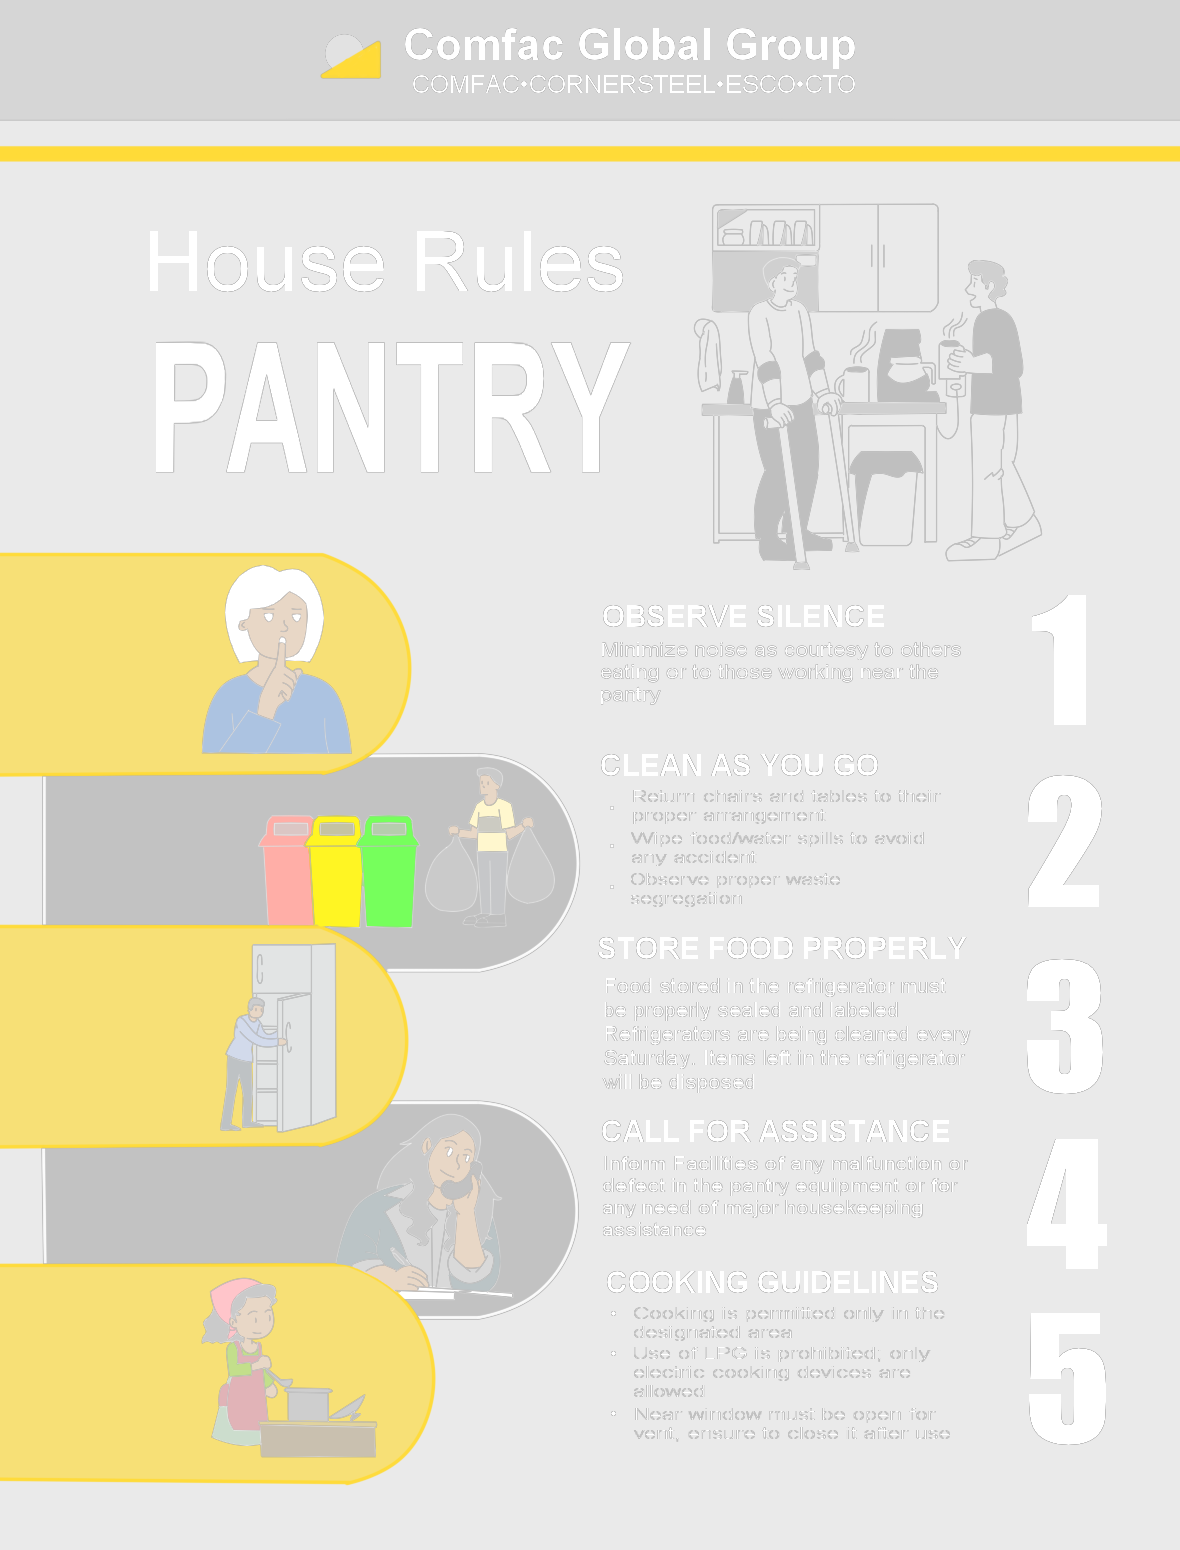 Comfac Global Group
COMFAC•CORNERSTEEL•ESCO•CTO
House Rules
PANTRY
OBSERVE SILENCE
Minimize noise as courtesy to others
eating or to those working near the
pantry
1
CLEAN AS YOU GO
• Return chairs and tables to their
proper arrangement
• Wipe food/water spills to avoid
any accident
• Observe proper waste
segregation
2
STORE FOOD PROPERLY
Food stored in the refrigerator must
be properly sealed and labeled
Refrigerators are being cleaned every
Saturday. Items left in the refrigerator
will be disposed
3
CALL FOR ASSISTANCE
Inform Facilities of any malfunction or
defect in the pantry equipment or for
any need of major housekeeping
assistance
4
COOKING GUIDELINES
• Cooking is permitted only in the
designated area
• Use of LPG is prohibited; only
electric cooking devices are
allowed
• Near window must be open for
vent, ensure to close it after use
5